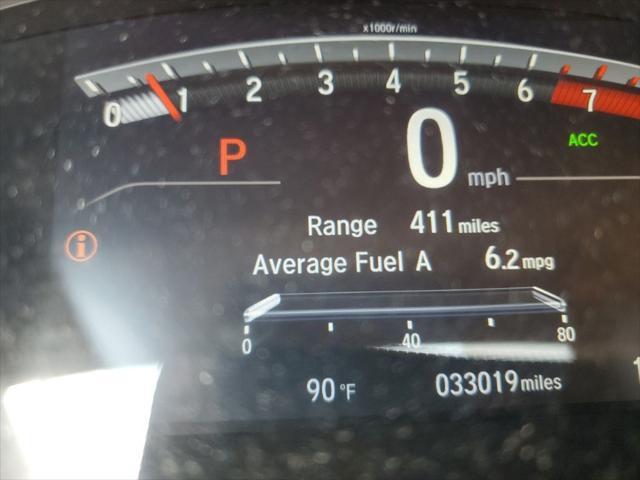 x1000r/min
0 1 2 3 4 5 6 7
P 0 mph ACC
Range 411 miles
i
Average Fuel A 6.2 mpg
0 40 80
90 °F 033019 miles